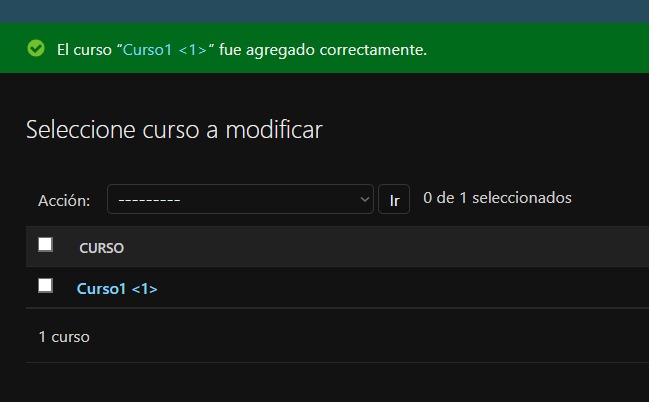 El curso “Curso1 <1>” fue agregado correctamente.
Seleccione curso a modificar
Acción: --------- Ir 0 de 1 seleccionados
CURSO
Curso1 <1>
1 curso